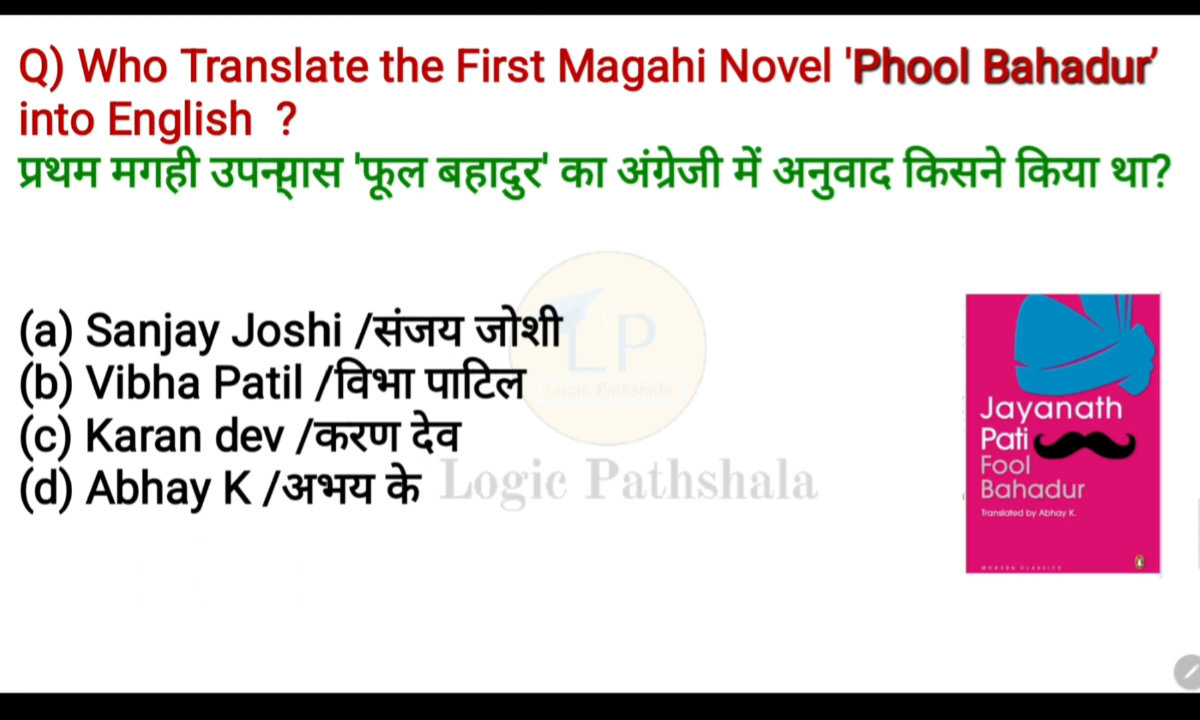 Q) Who Translate the First Magahi Novel 'Phool Bahadur'
into English ?
प्रथम मगही उपन्यास 'फूल बहादुर' का अंग्रेजी में अनुवाद किसने किया था?
(a) Sanjay Joshi /संजय जोशी
(b) Vibha Patil /विभा पाटिल
(c) Karan dev /करण देव
(d) Abhay K /अभय के
LP
Logic Pathshala
Logic Pathshala
Jayanath
Pati
Fool
Bahadur
Translated by Abhay K.
MODERN CLASSICS